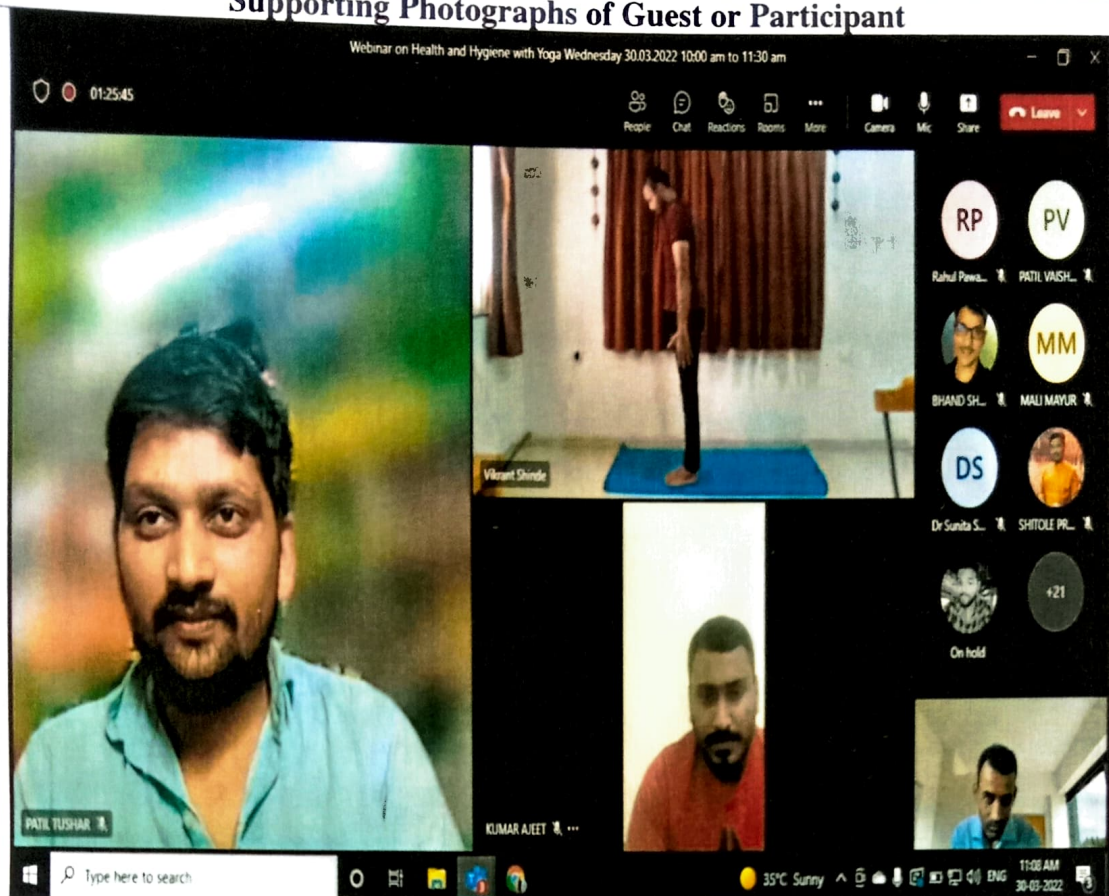 Supporting Photographs of Guest or Participant
Webinar on Health and Hygiene with Yoga Wednesday 30.03.2022 10:00 am to 11:30 am
01:25:45
People Chat Reactions Rooms More Camera Mic Share Leave
RP PV
Rahul Pawa... PATIL VAISH...
MM
BHAND SH... MALI MAYUR
Vikrant Shinde
DS
Dr Sunita S... SHITOLE PR...
+21
On hold
PATIL TUSHAR
KUMAR AJEET ...
Type here to search
35°C Sunny ENG 11:08 AM
30-03-2022
3